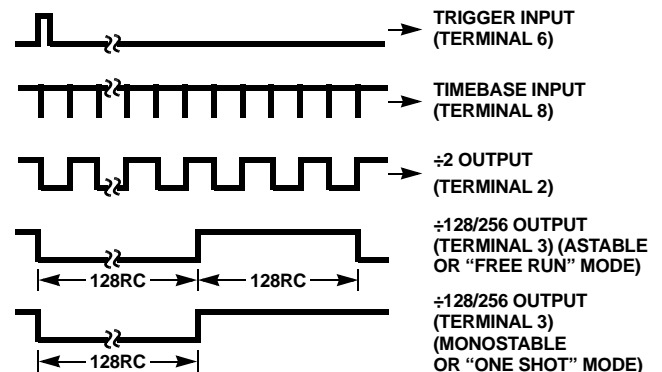 TRIGGER INPUT
(TERMINAL 6)
TIMEBASE INPUT
(TERMINAL 8)
÷2 OUTPUT
(TERMINAL 2)
÷128/256 OUTPUT
(TERMINAL 3) (ASTABLE
OR “FREE RUN” MODE)
128RC
128RC
÷128/256 OUTPUT
(TERMINAL 3)
(MONOSTABLE
OR “ONE SHOT” MODE)
128RC